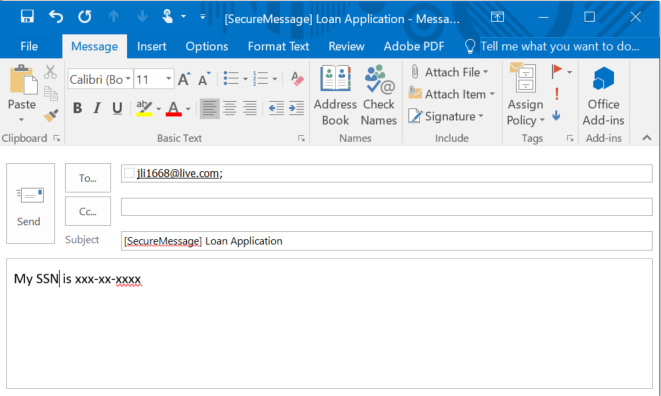 [SecureMessage] Loan Application - Messa...
File Message Insert Options Format Text Review Adobe PDF Tell me what you want to do...
Paste
Clipboard
Calibri (Bo 11 A A
B I U aby A
Basic Text
Address Book
Check Names
Names
Attach File
Attach Item
Signature
Include
Assign Policy
Tags
Office Add-ins
Add-ins
Send
To... jli1668@live.com;
Cc...
Subject [SecureMessage] Loan Application
My SSN is xxx-xx-xxxx